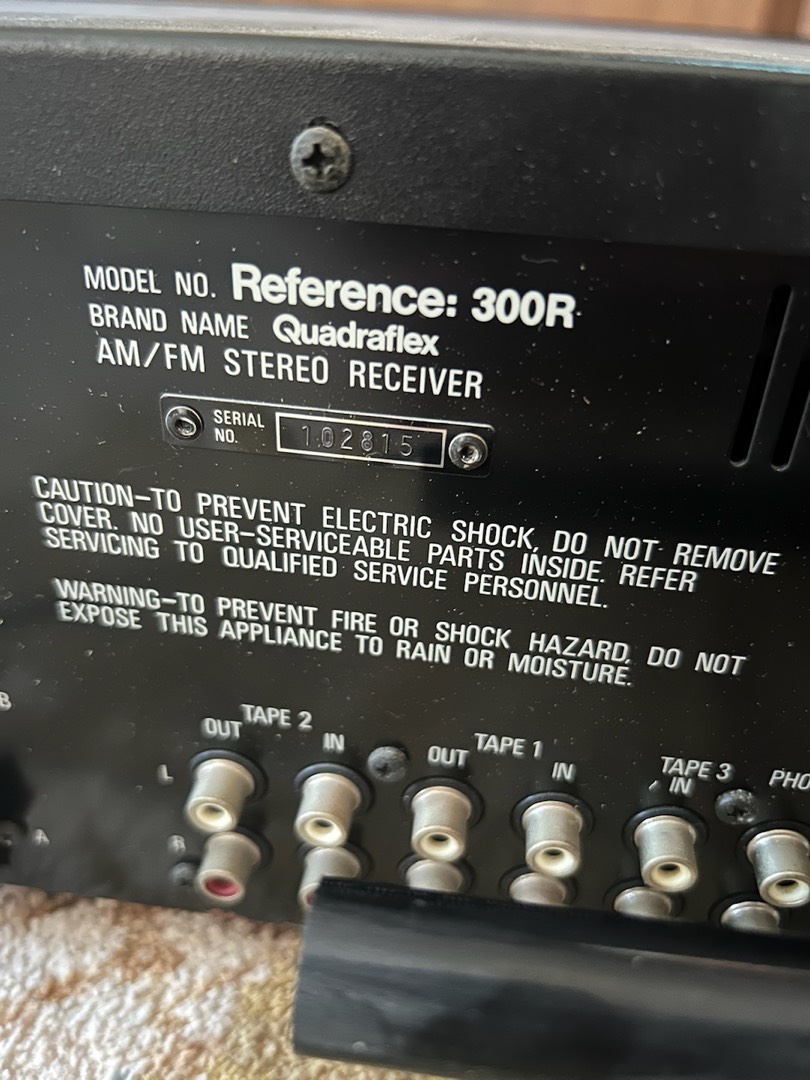 MODEL NO. Reference: 300R
BRAND NAME Quadraflex
AM/FM STEREO RECEIVER
SERIAL
NO.
102815
CAUTION–TO PREVENT ELECTRIC SHOCK, DO NOT REMOVE
COVER. NO USER–SERVICEABLE PARTS INSIDE. REFER
SERVICING TO QUALIFIED SERVICE PERSONNEL.
WARNING–TO PREVENT FIRE OR SHOCK HAZARD, DO NOT
EXPOSE THIS APPLIANCE TO RAIN OR MOISTURE.
B
TAPE 2
OUT
IN
TAPE 1
OUT
IN
TAPE 3
IN
PHO
L
R
A